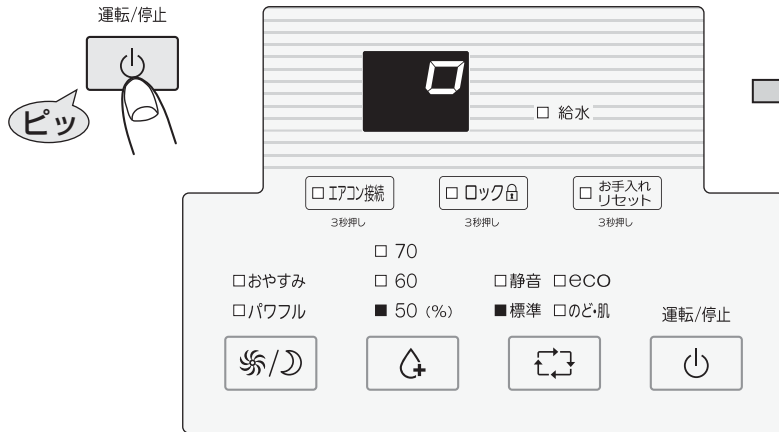 運転/停止
ピッ
0
□ 給水
□ エアコン接続
□ ロック
□ お手入れ
リセット
3秒押し
3秒押し
3秒押し
□ 70
□おやすみ
□ 60
□静音 □eco
□パワフル
■ 50 (%)
■標準 □のど・肌
運転/停止